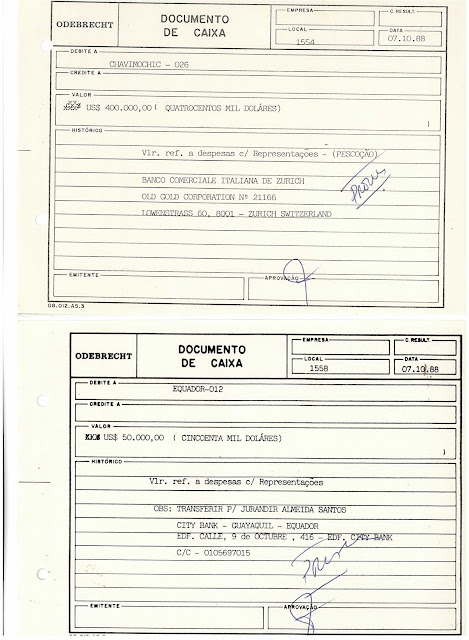 ODEBRECHT
DOCUMENTO
DE CAIXA
EMPRESA
C RESULT.
LOCAL
1554
DATA
07.10.88
DEBITE A
CHAVIMOCHIC - 026
CREDITE A
VALOR
US$ 400.000,00 ( QUATROCENTOS MIL DOLÁRES)
)
HISTÓRICO
Vlr. ref. a despesas c/ Representações - (PESCOÇÃO)
BANCO COMERCIALE ITALIANA DE ZURICH
OLD GOLD CORPORATION Nº 21166
LOWENSTRASS 60, 8001 - ZURICH SWITZERLAND
EMITENTE
APROVAÇÃO
08.012.AS.3
ODEBRECHT
DOCUMENTO
DE CAIXA
EMPRESA
C RESULT.
LOCAL
1558
DATA
07.10.88
DEBITE A
EQUADOR-012
CREDITE A
VALOR
US$ 50.000,00 ( CINCOENTA MIL DOLÁRES)
)
HISTÓRICO
Vlr. ref a despesas c/ Representações
OBS: TRANSFERIR P/ JURANDIR ALMEIDA SANTOS
CITY BANK - GUAYAQUIL - EQUADOR
EDF. CALLE, 9 de OCTUBRE , 416 - EDF. CITY BANK
C/C - 0105697015
EMITENTE
APROVAÇÃO